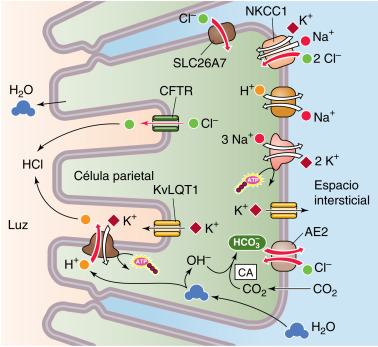 Cl–
NKCC1
K+
Na+
2 Cl–
SLC26A7
H2O
CFTR
H+
Cl–
Na+
3 Na+
HCl
Célula parietal
2 K+
ATP
KvLQT1
Espacio
intersticial
K+
Luz
K+
K+
HCO3–
AE2
H+
ATP
OH–
CA
Cl–
CO2
CO2
H2O